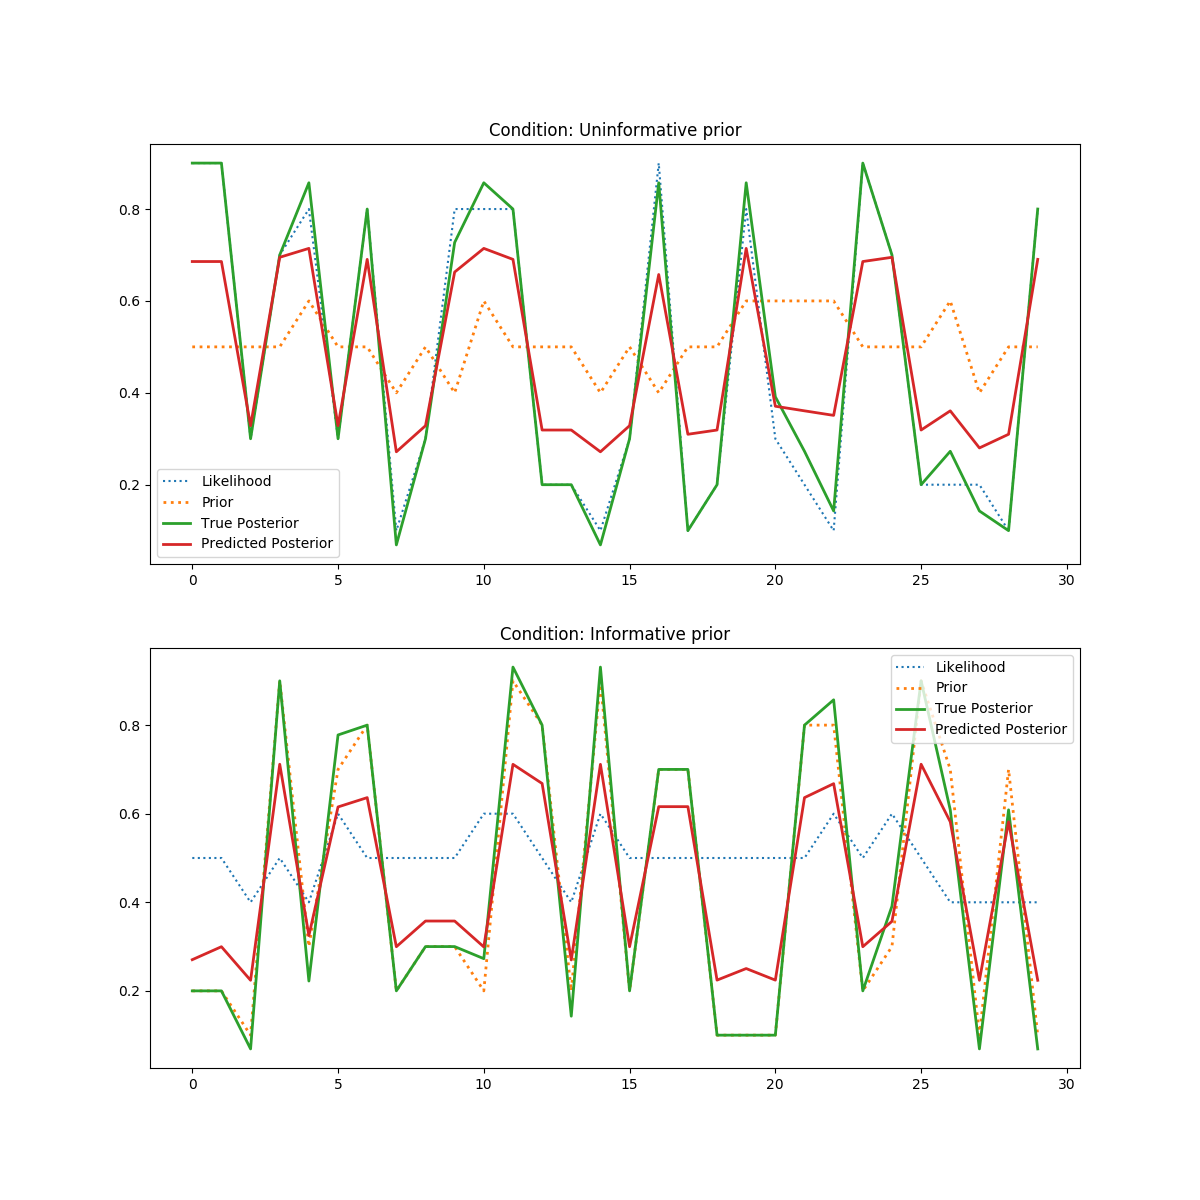 Condition: Uninformative prior
0.8
0.6
0.4
0.2
Likelihood
Prior
True Posterior
Predicted Posterior
0 5 10 15 20 25 30
Condition: Informative prior
Likelihood
Prior
True Posterior
Predicted Posterior
0.8
0.6
0.4
0.2
0 5 10 15 20 25 30